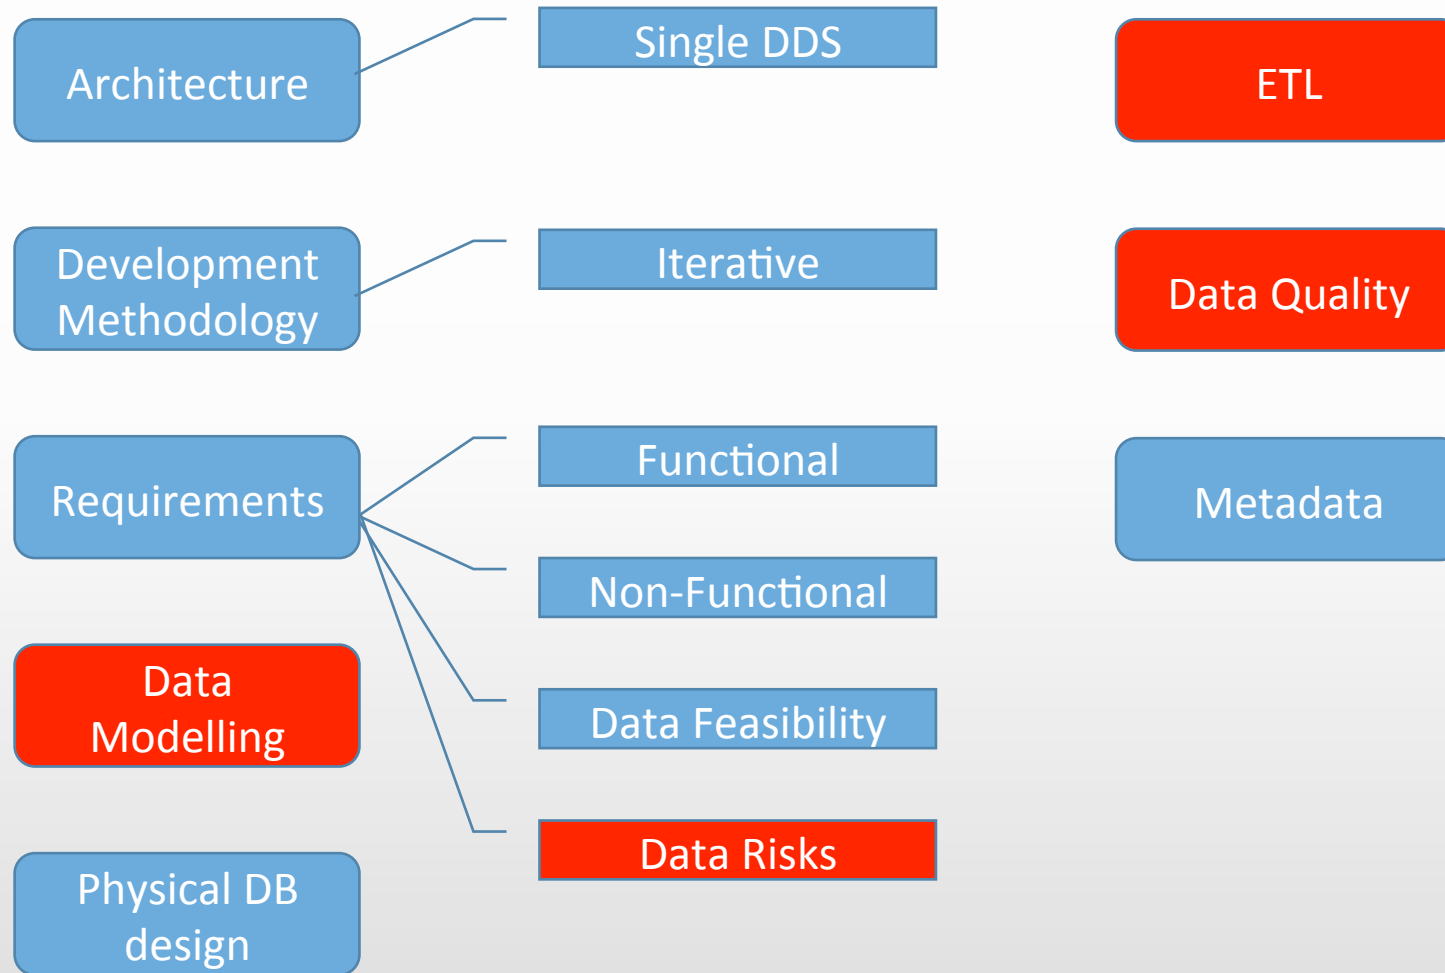 Architecture
Single DDS
ETL
Development
Methodology
Iterative
Data Quality
Requirements
Functional
Non-Functional
Data Feasibility
Data Risks
Metadata
Data
Modelling
Physical DB
design